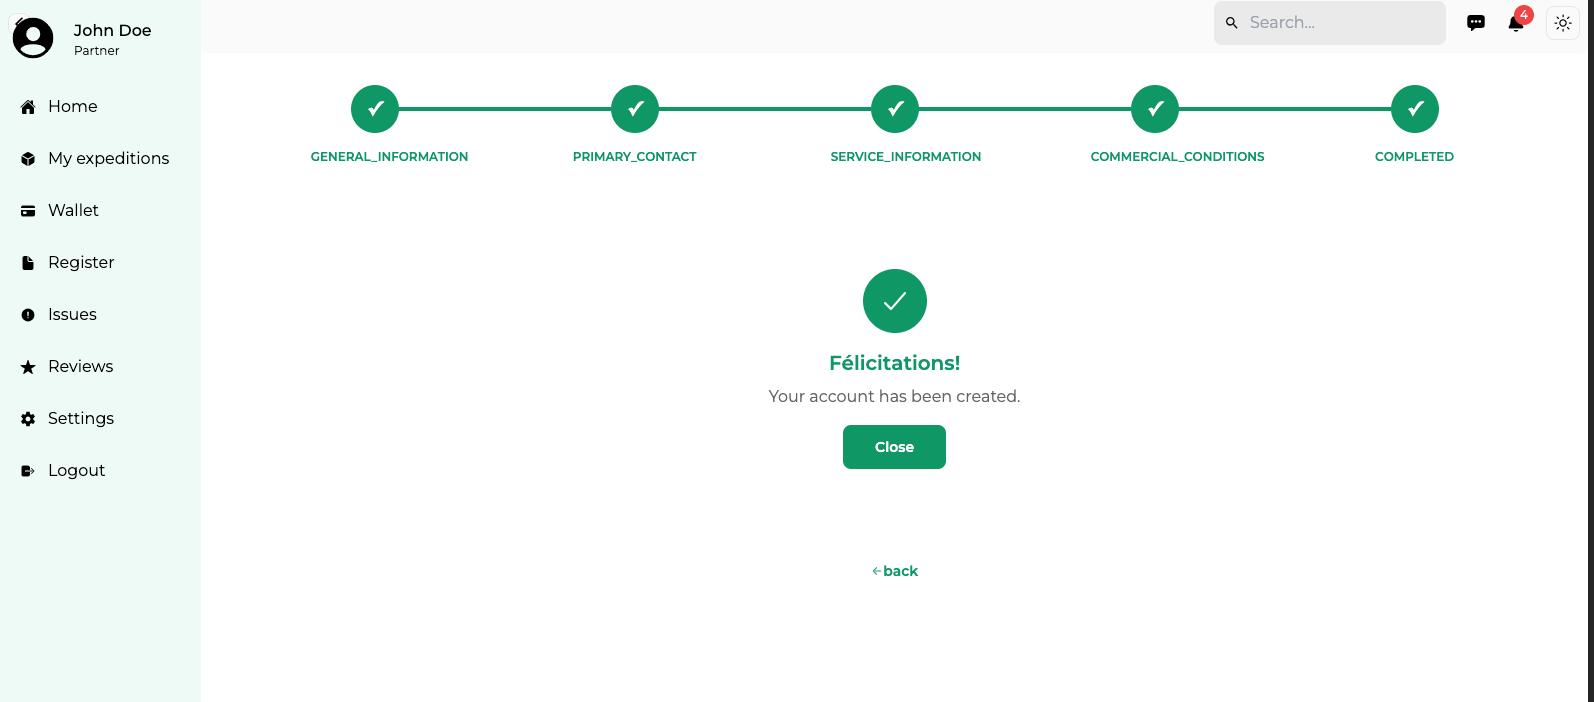 John Doe
Partner
Home
My expeditions
Wallet
Register
Issues
Reviews
Settings
Logout
Search...
4
GENERAL_INFORMATION
PRIMARY_CONTACT
SERVICE_INFORMATION
COMMERCIAL_CONDITIONS
COMPLETED
Félicitations!
Your account has been created.
Close
←back